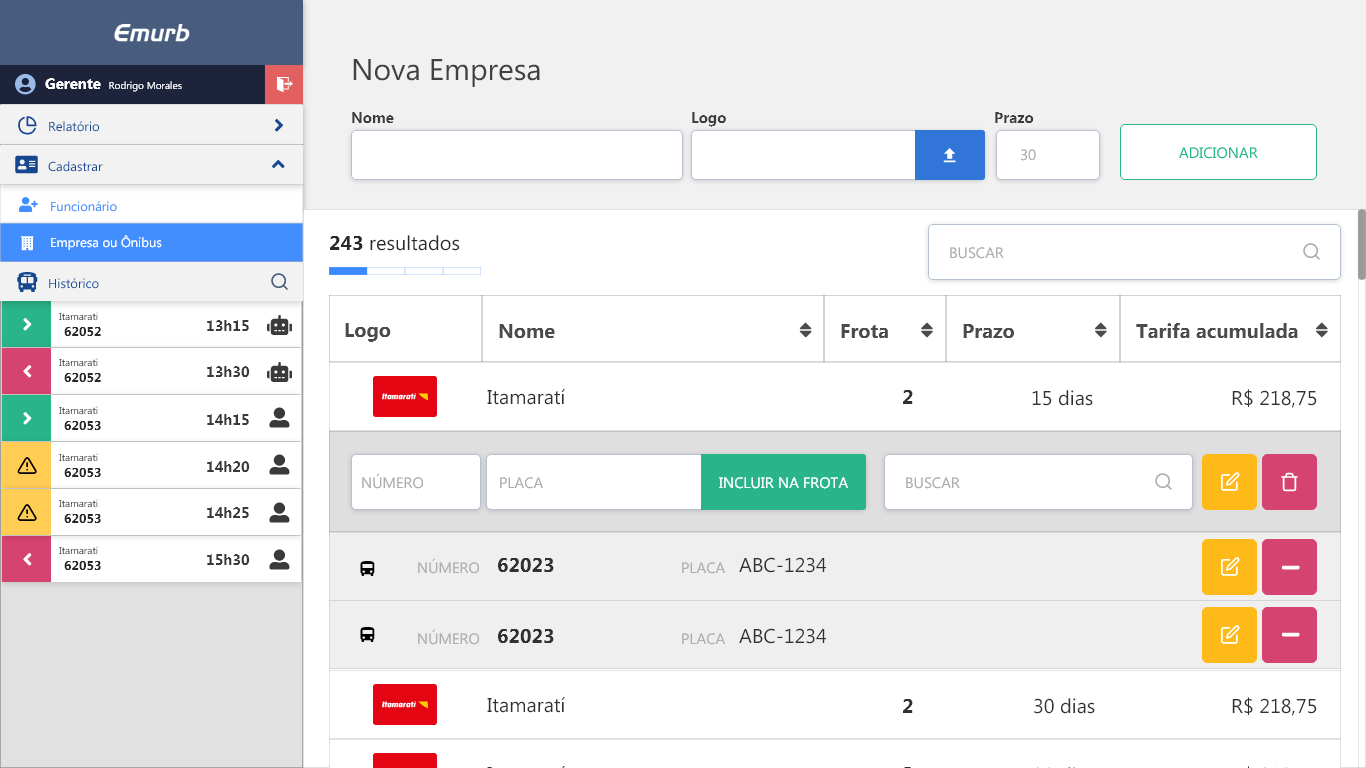 Emurb
Gerente Rodrigo Morales
Relatório
Cadastrar
Funcionário
Empresa ou Ônibus
Histórico
Itamarati
62052 13h15
Itamarati
62052 13h30
Itamarati
62053 14h15
Itamarati
62053 14h20
Itamarati
62053 14h25
Itamarati
62053 15h30
Nova Empresa
Nome Logo Prazo
30 ADICIONAR
243 resultados BUSCAR
Logo Nome Frota Prazo Tarifa acumulada
Itamarati Itamaratí 2 15 dias R$ 218,75
NÚMERO PLACA INCLUIR NA FROTA BUSCAR
NÚMERO 62023 PLACA ABC-1234
NÚMERO 62023 PLACA ABC-1234
Itamarati Itamaratí 2 30 dias R$ 218,75